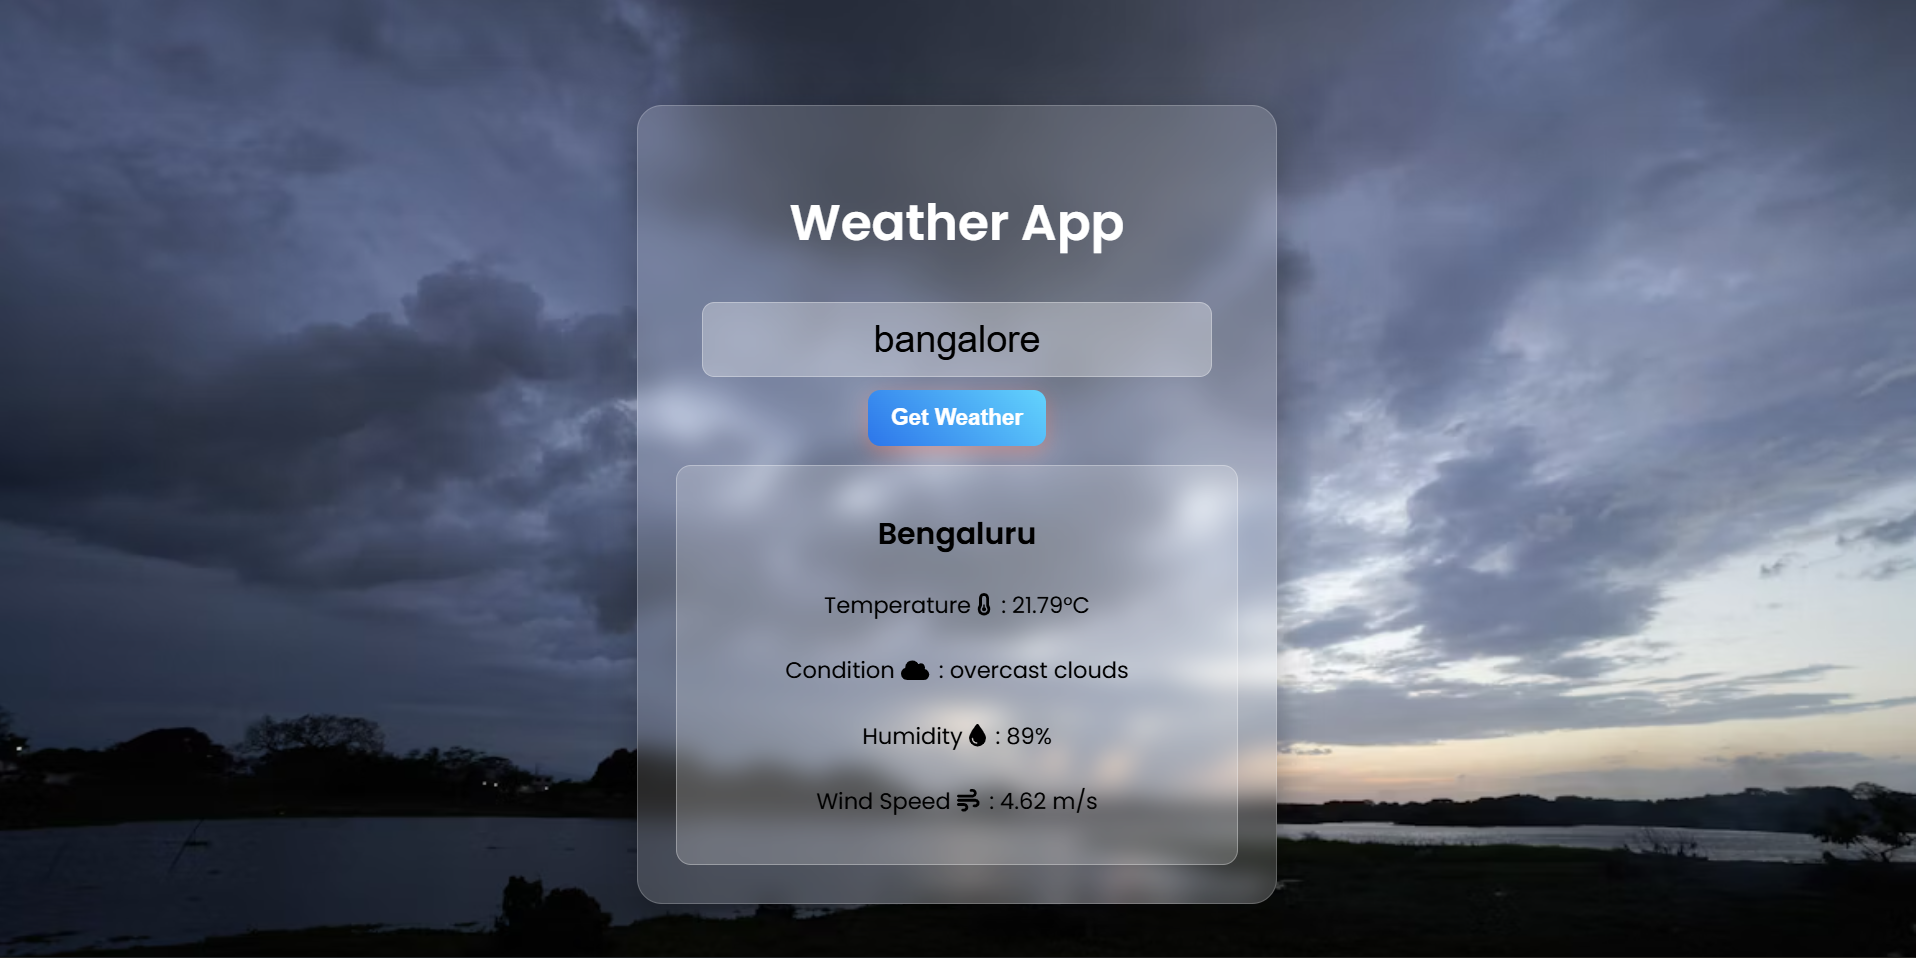 Weather App
bangalore
Get Weather
Bengaluru
Temperature : 21.79°C
Condition : overcast clouds
Humidity : 89%
Wind Speed : 4.62 m/s